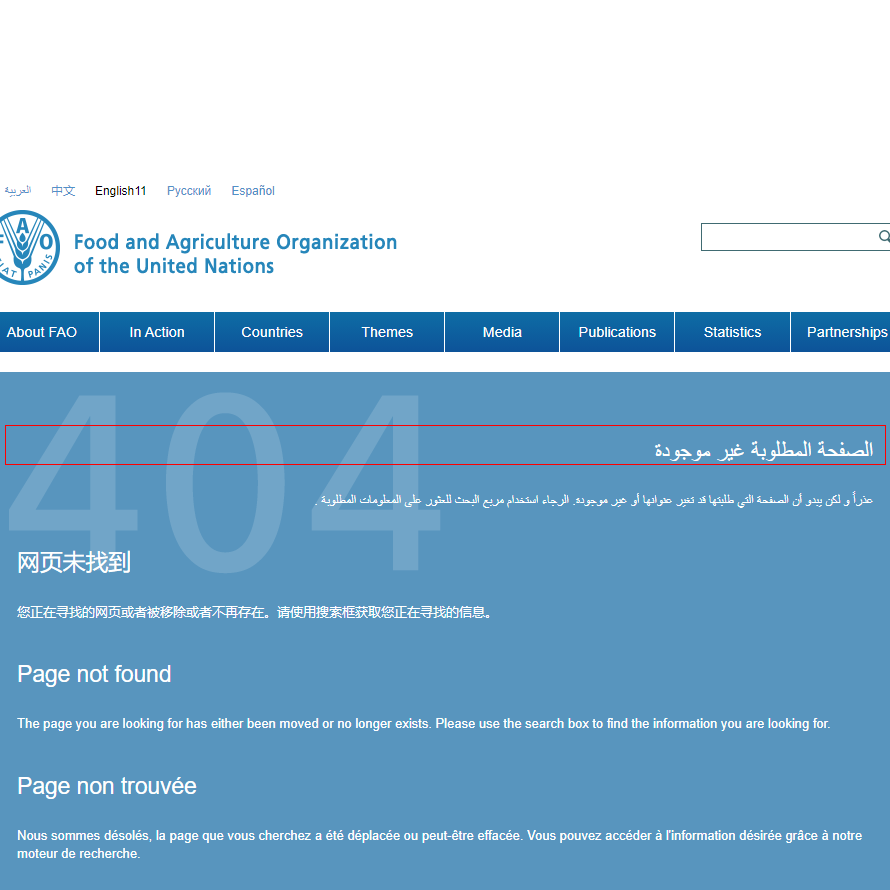 العربية 中文 English11 Русский Español
FAO
FIAT PANIS
Food and Agriculture Organization
of the United Nations
About FAO In Action Countries Themes Media Publications Statistics Partnerships
404
الصفحة المطلوبة غير موجودة
عذراً و لكن يبدو أن الصفحة التي طلبتها قد تغير عنوانها أو غير موجوده. الرجاء استخدام مربع البحث للعثور على المعلومات المطلوبة .
网页未找到
您正在寻找的网页或者被移除或者不再存在。请使用搜索框获取您正在寻找的信息。
Page not found
The page you are looking for has either been moved or no longer exists. Please use the search box to find the information you are looking for.
Page non trouvée
Nous sommes désolés, la page que vous cherchez a été déplacée ou peut-être effacée. Vous pouvez accéder à l'information désirée grâce à notre
moteur de recherche.